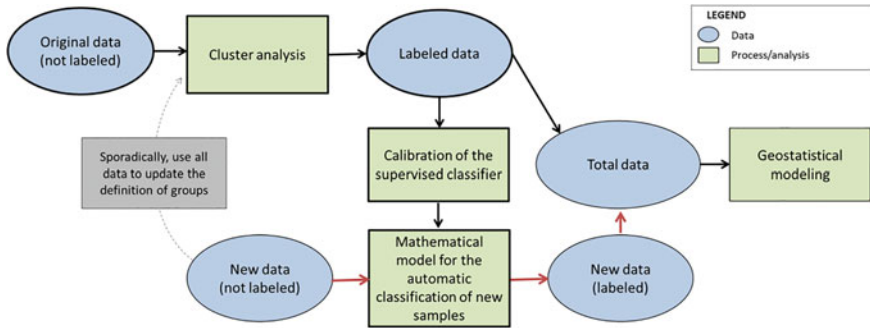 Original data
(not labeled)
Cluster analysis
Labeled data
LEGEND
Data
Process/analysis
Sporadically, use all
data to update the
definition of groups
Calibration of the
supervised classifier
Total data
Geostatistical
modeling
New data
(not labeled)
Mathematical
model for the
automatic
classification of new
samples
New data
(labeled)